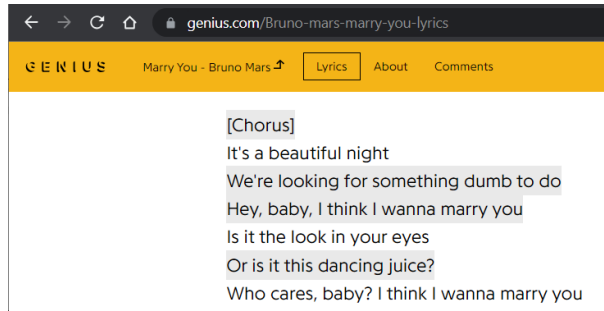 genius.com/Bruno-mars-marry-you-lyrics
GENIUS Marry You - Bruno Mars Lyrics About Comments
[Chorus]
It's a beautiful night
We're looking for something dumb to do
Hey, baby, I think I wanna marry you
Is it the look in your eyes
Or is it this dancing juice?
Who cares, baby? I think I wanna marry you